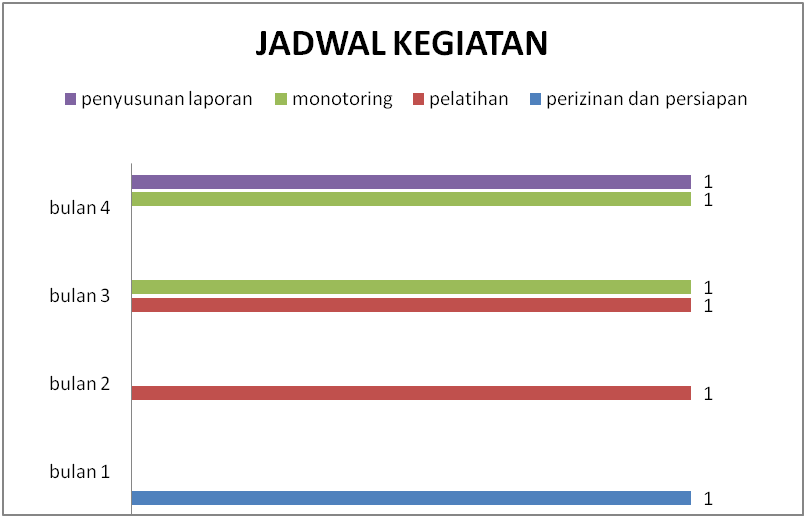 JADWAL KEGIATAN
penyusunan laporan monotoring pelatihan perizinan dan persiapan
1
bulan 4 1
1
bulan 3 1
bulan 2 1
bulan 1
1